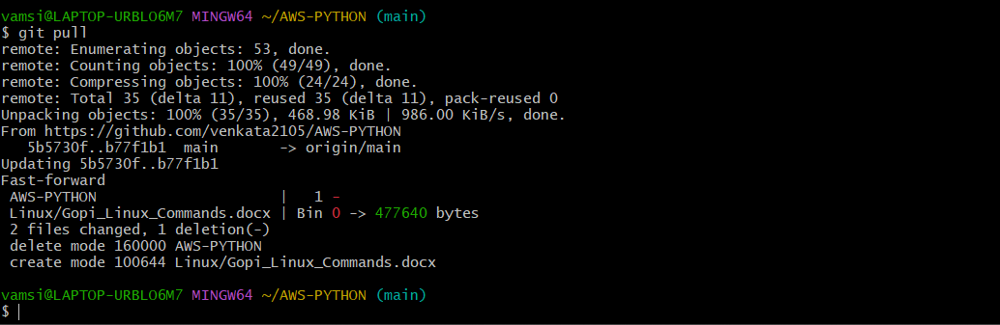 vamsi@LAPTOP-URBLO6M7 MINGW64 ~/AWS-PYTHON (main)
$ git pull
remote: Enumerating objects: 53, done.
remote: Counting objects: 100% (49/49), done.
remote: Compressing objects: 100% (24/24), done.
remote: Total 35 (delta 11), reused 35 (delta 11), pack-reused 0
Unpacking objects: 100% (35/35), 468.98 KiB | 986.00 KiB/s, done.
From https://github.com/venkata2105/AWS-PYTHON
   5b5730f..b77f1b1  main       -> origin/main
Updating 5b5730f..b77f1b1
Fast-forward
 AWS-PYTHON                     |   1 -
 Linux/Gopi_Linux_Commands.docx | Bin 0 -> 477640 bytes
 2 files changed, 1 deletion(-)
 delete mode 160000 AWS-PYTHON
 create mode 100644 Linux/Gopi_Linux_Commands.docx
vamsi@LAPTOP-URBLO6M7 MINGW64 ~/AWS-PYTHON (main)
$